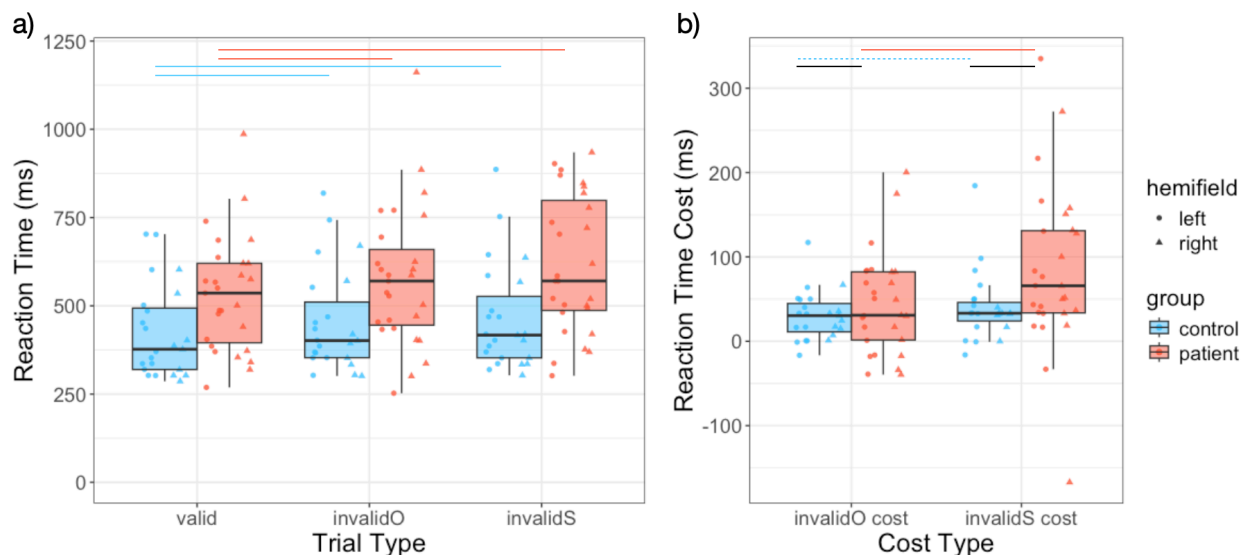 a)
Reaction Time (ms)
1250
1000
750
500
250
0
valid
invalidO
invalidS
Trial Type
b)
Reaction Time Cost (ms)
300
200
100
0
-100
invalidO cost
invalidS cost
Cost Type
hemifield
left
right
group
control
patient